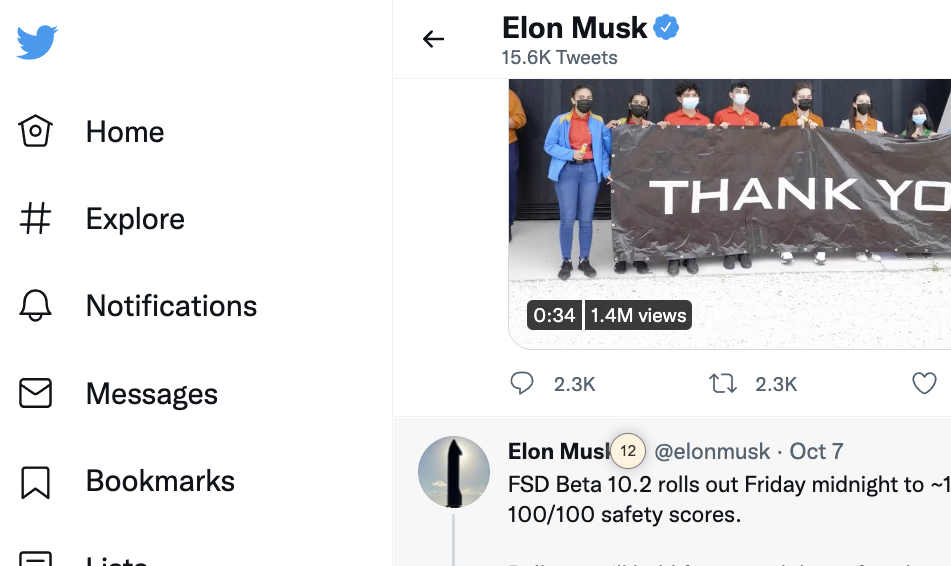 Elon Musk
15.6K Tweets
Home
Explore
Notifications
Messages
Bookmarks
Lists
THANK YO
0:34 1.4M views
2.3K 2.3K
Elon Musk 12 @elonmusk · Oct 7
FSD Beta 10.2 rolls out Friday midnight to ~1
100/100 safety scores.